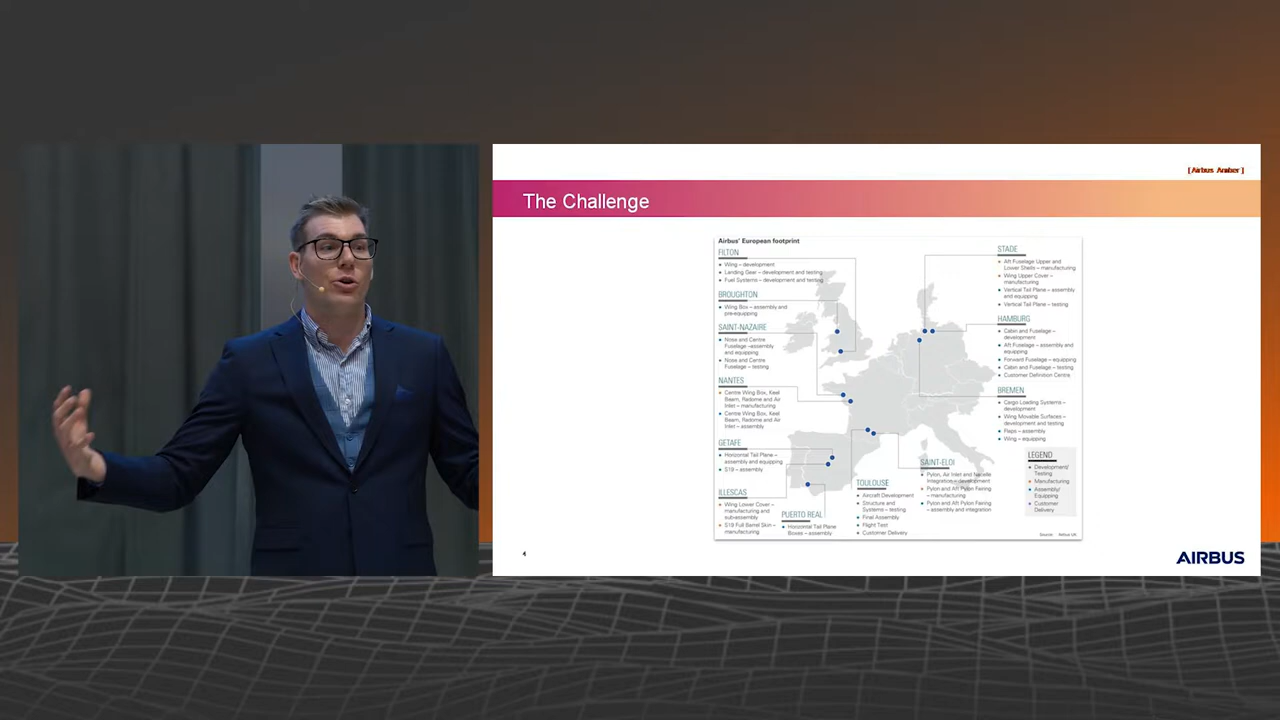 [ Airbus Amber ]
The Challenge
Airbus' European footprint
FILTON
Wing – development
Landing Gear – development and testing
Fuel Systems – development and testing
BROUGHTON
Wing Box – assembly and
pre-equipping
SAINT-NAZAIRE
Nose and Centre
Fuselage –assembly
and equipping
Nose and Centre
Fuselage – testing
NANTES
Centre Wing Box, Keel
Beam, Radome and Air
Inlet – manufacturing
Centre Wing Box, Keel
Beam, Radome and Air
Inlet – assembly
GETAFE
Horizontal Tail Plane –
assembly and equipping
S19 – assembly
ILLESCAS
Wing Lower Cover –
manufacturing and
sub-assembly
S19 Full Barrel Skin –
manufacturing
PUERTO REAL
Horizontal Tail Plane
Boxes – assembly
TOULOUSE
Aircraft Development
Structure and
Systems – testing
Final Assembly
Flight Test
Customer Delivery
SAINT-ELOI
Pylon, Air Inlet and Nacelle
Integration – development
Pylon and Aft Pylon Fairing
– manufacturing
Pylon and Aft Pylon Fairing
– assembly and integration
STADE
Aft Fuselage Upper and
Lower Shells – manufacturing
Wing Upper Cover –
manufacturing
Vertical Tail Plane – assembly
and equipping
Vertical Tail Plane – testing
HAMBURG
Cabin and Fuselage –
development
Aft Fuselage – assembly and
equipping
Forward Fuselage – equipping
Cabin and Fuselage – testing
Customer Definition Centre
BREMEN
Cargo Loading Systems –
development
Wing Movable Surfaces –
development and testing
Flaps – assembly
Wing – equipping
LEGEND
Development/
Testing
Manufacturing
Assembly/
Equipping
Customer
Delivery
Source: Airbus UK
4
AIRBUS